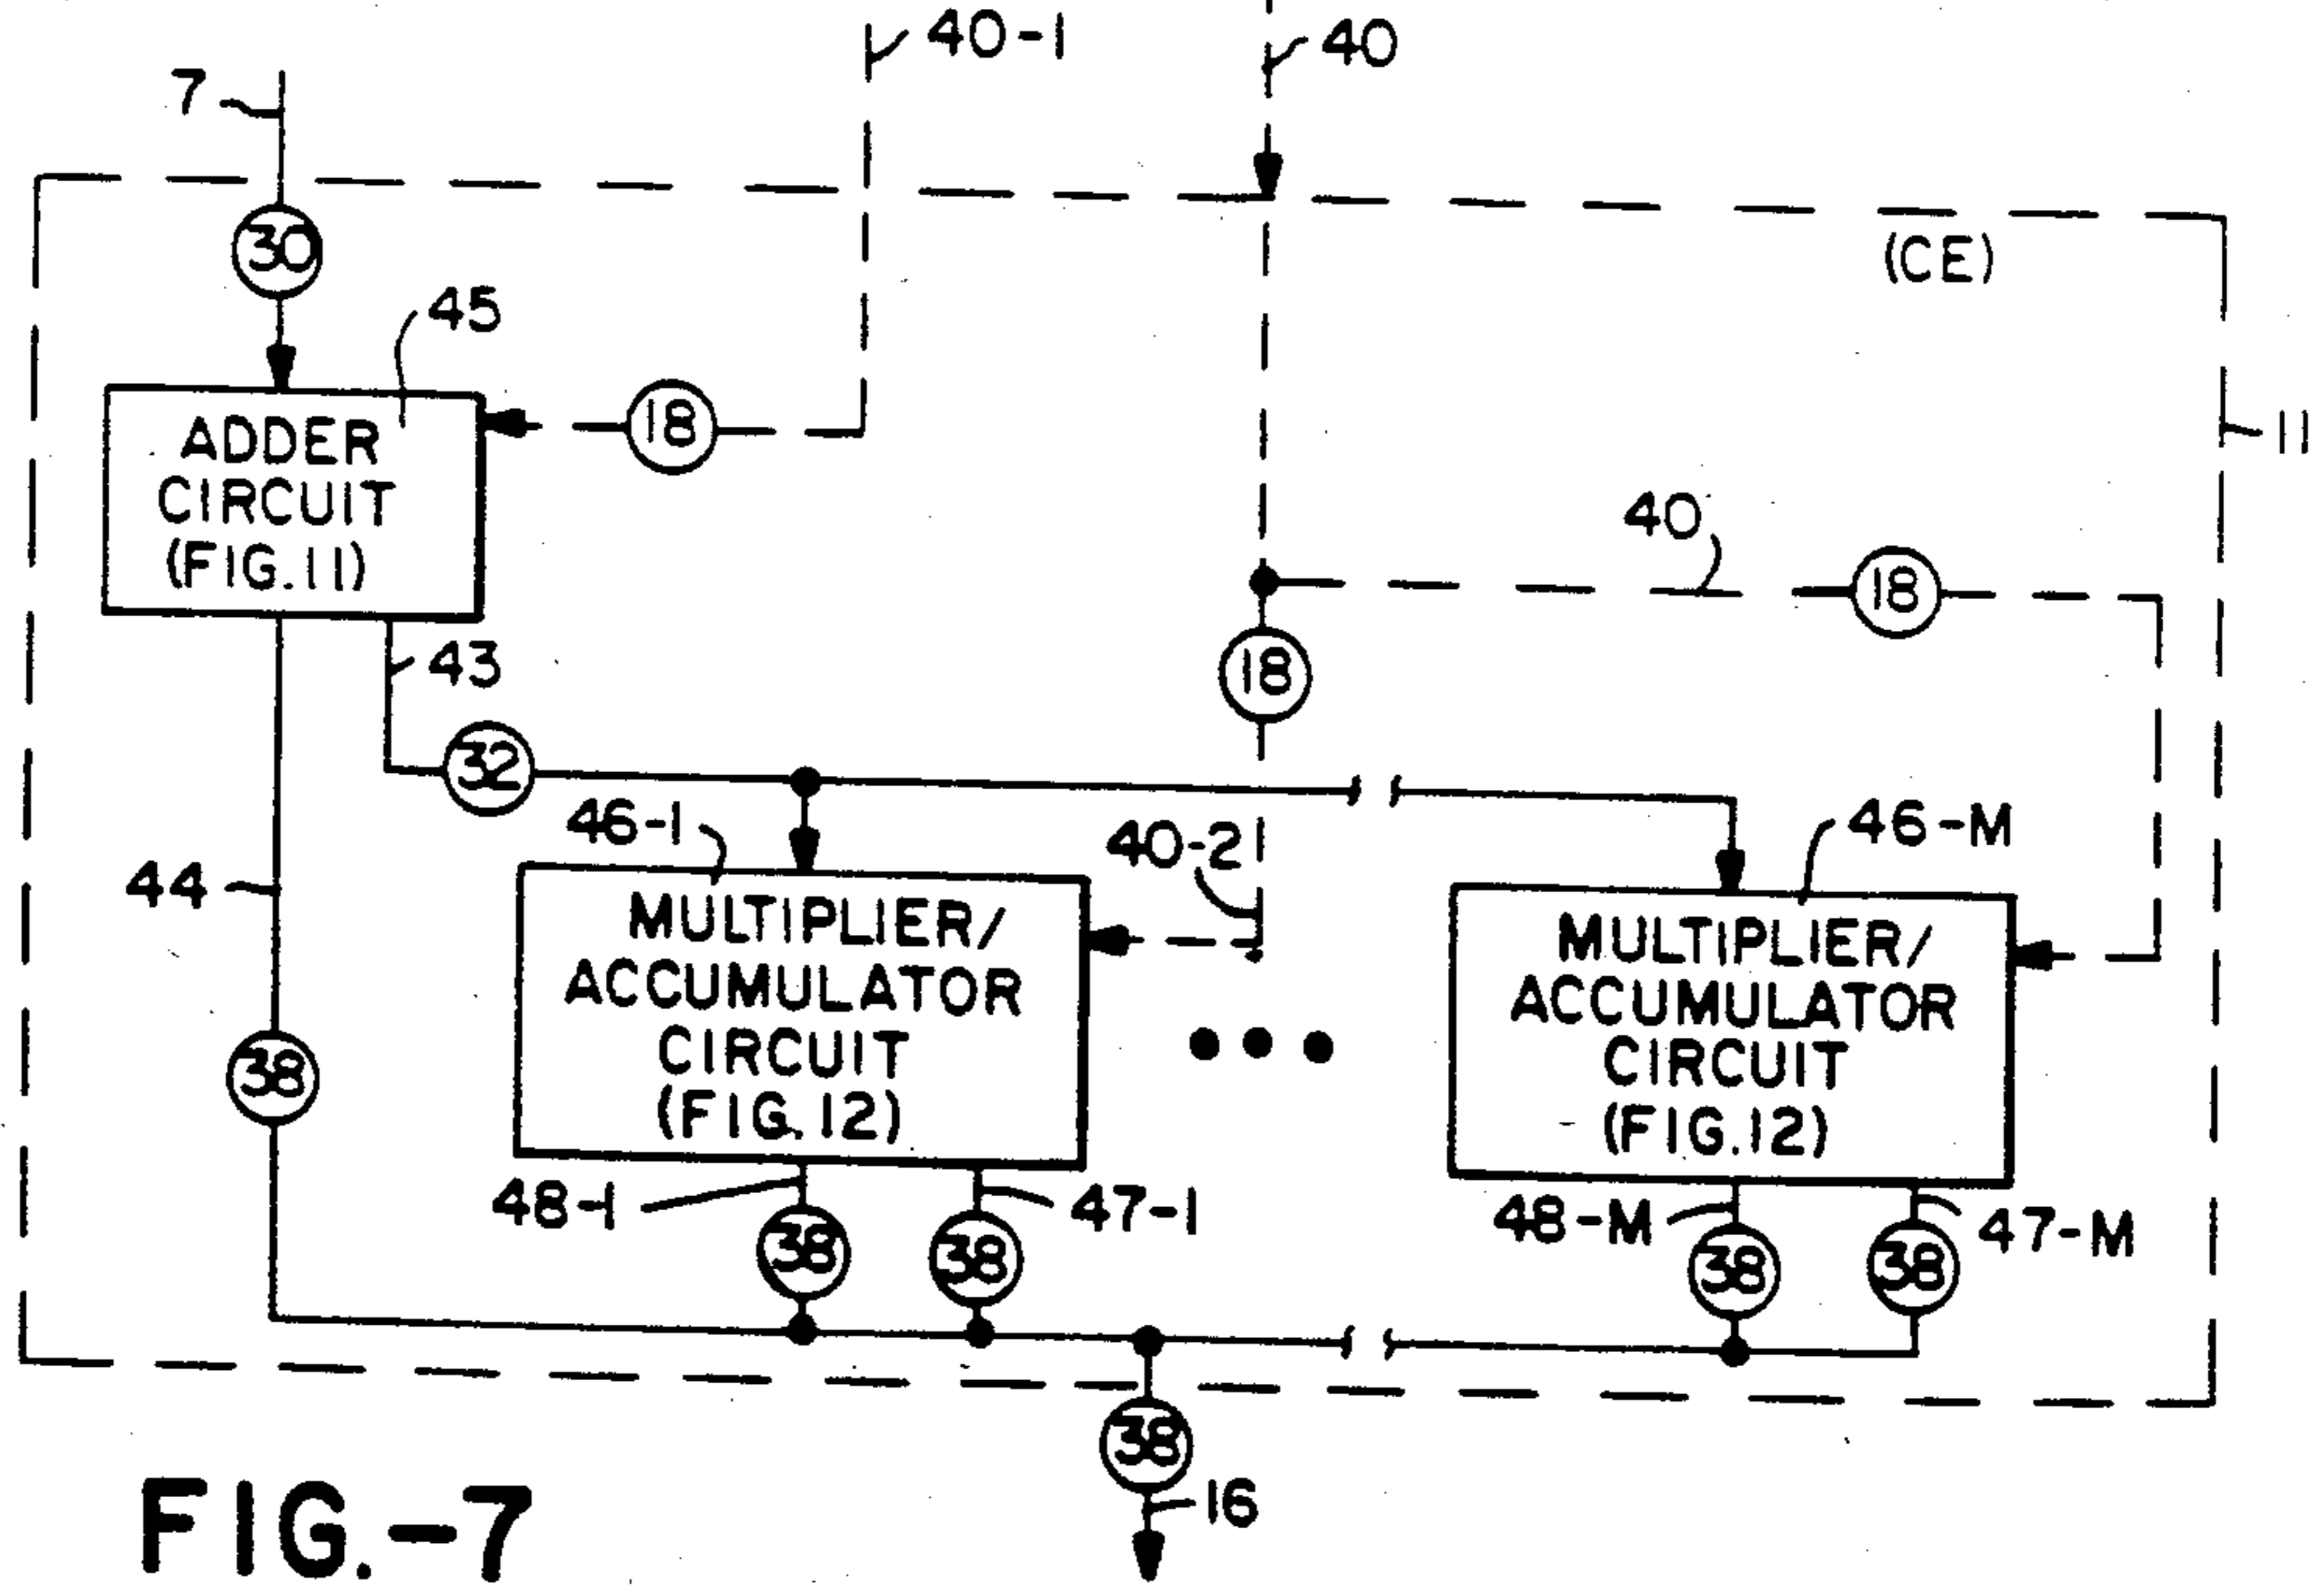 40-1
40
7
30
(CE)
45
18
ADDER
CIRCUIT
(FIG.11)
11
40
18
18
43
32
46-1
40-2
46-M
44
MULTIPLIER/
ACCUMULATOR
CIRCUIT
(FIG.12)
MULTIPLIER/
ACCUMULATOR
CIRCUIT
(FIG.12)
38
48-1
47-1
48-M
47-M
38
38
38
38
38
16
FIG.-7